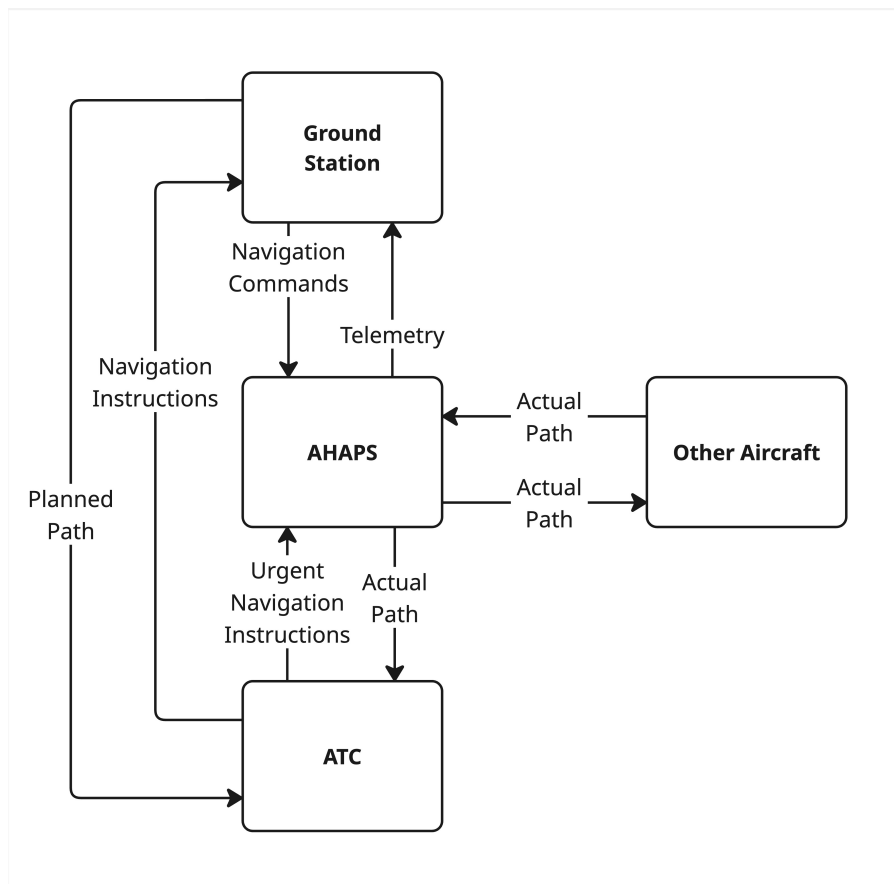 Ground
Station
Navigation
Commands
Telemetry
Navigation
Instructions
Actual
Path
AHAPS
Other Aircraft
Actual
Path
Planned
Path
Urgent
Navigation
Instructions
Actual
Path
ATC